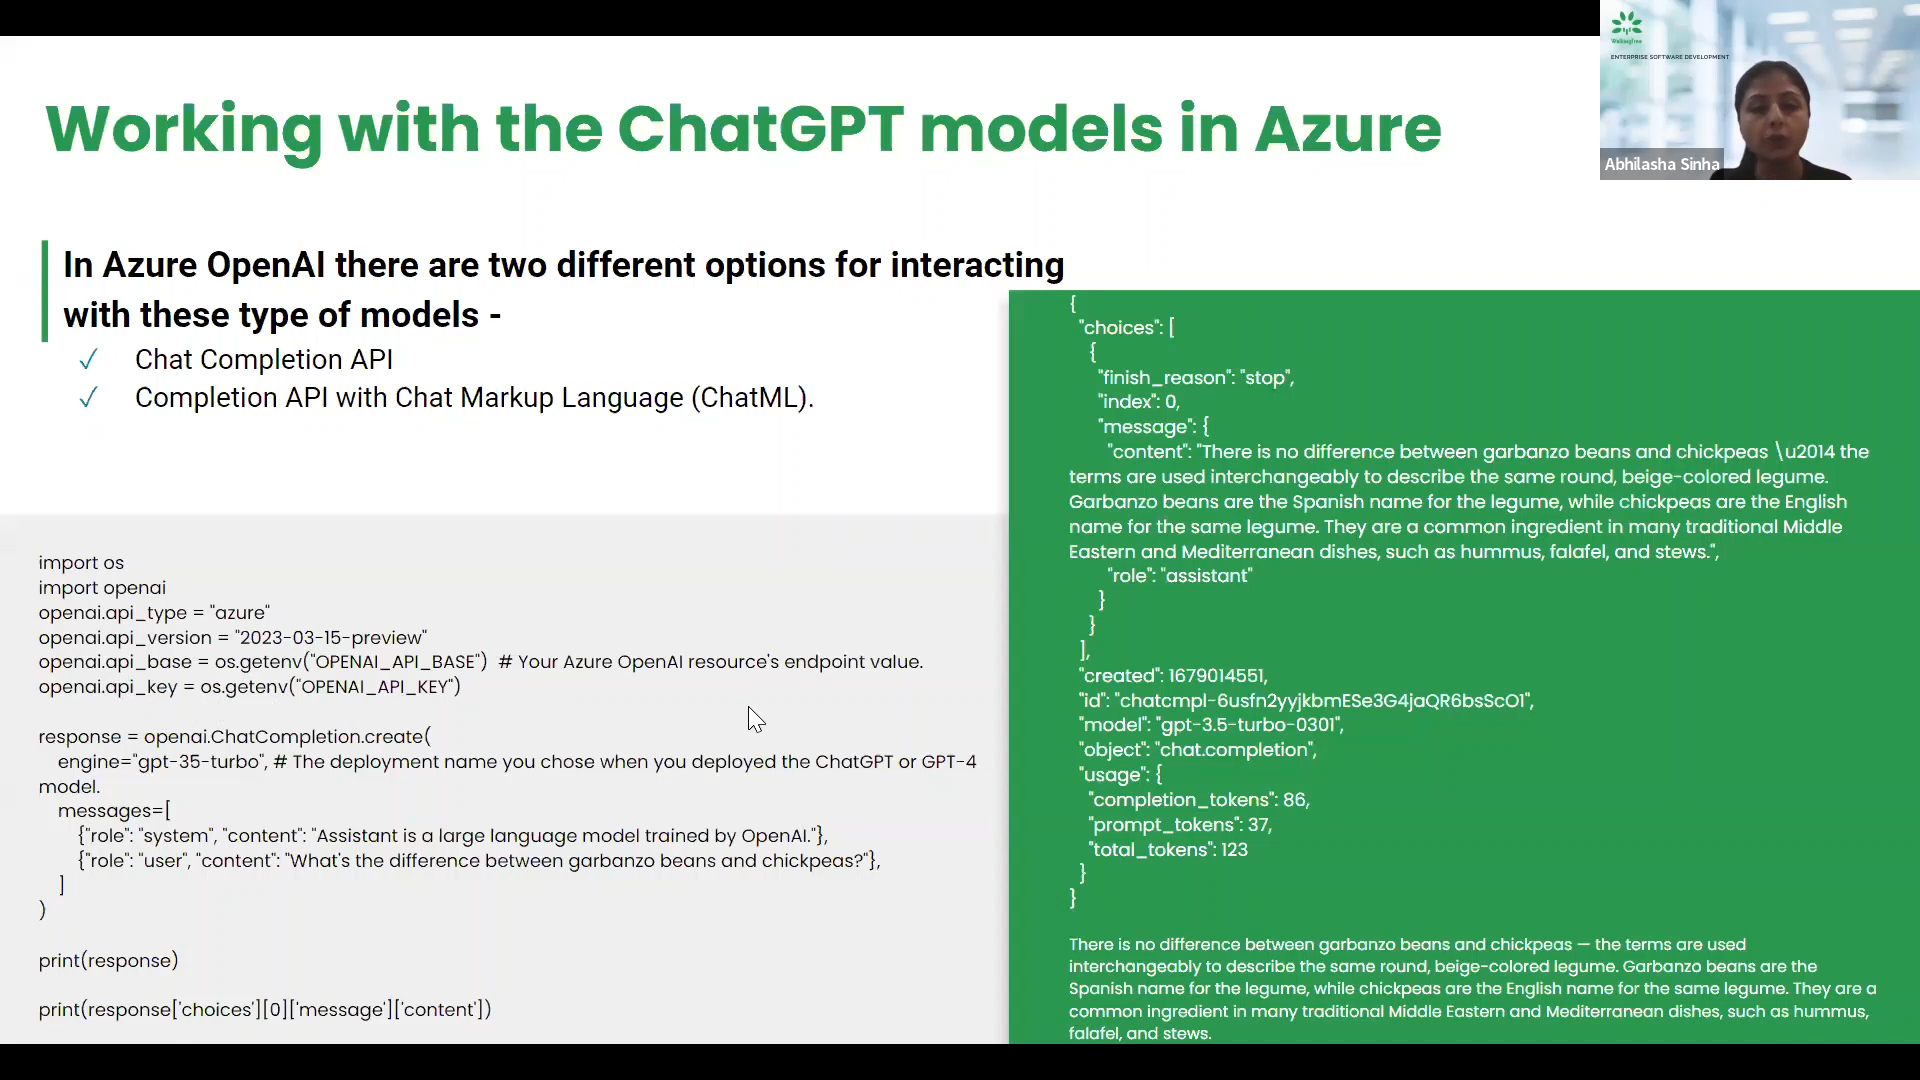 Working with the ChatGPT models in Azure
WalkingTree
ENTERPRISE SOFTWARE DEVELOPMENT
Abhilasha Sinha
In Azure OpenAI there are two different options for interacting
with these type of models -
✓ Chat Completion API
✓ Completion API with Chat Markup Language (ChatML).
import os
import openai
openai.api_type = "azure"
openai.api_version = "2023-03-15-preview"
openai.api_base = os.getenv("OPENAI_API_BASE")  # Your Azure OpenAI resource's endpoint value.
openai.api_key = os.getenv("OPENAI_API_KEY")
response = openai.ChatCompletion.create(
engine="gpt-35-turbo", # The deployment name you chose when you deployed the ChatGPT or GPT-4
model.
messages=[
{"role": "system", "content": "Assistant is a large language model trained by OpenAI."},
{"role": "user", "content": "What's the difference between garbanzo beans and chickpeas?"},
]
)
print(response)
print(response['choices'][0]['message']['content'])
{
"choices": [
{
"finish_reason": "stop",
"index": 0,
"message": {
"content": "There is no difference between garbanzo beans and chickpeas \u2014 the
terms are used interchangeably to describe the same round, beige-colored legume.
Garbanzo beans are the Spanish name for the legume, while chickpeas are the English
name for the same legume. They are a common ingredient in many traditional Middle
Eastern and Mediterranean dishes, such as hummus, falafel, and stews.",
"role": "assistant"
}
}
],
"created": 1679014551,
"id": "chatcmpl-6usfn2yyjkbmESe3G4jaQR6bsScO1",
"model": "gpt-3.5-turbo-0301",
"object": "chat.completion",
"usage": {
"completion_tokens": 86,
"prompt_tokens": 37,
"total_tokens": 123
}
}
There is no difference between garbanzo beans and chickpeas — the terms are used
interchangeably to describe the same round, beige-colored legume. Garbanzo beans are the
Spanish name for the legume, while chickpeas are the English name for the same legume. They are a
common ingredient in many traditional Middle Eastern and Mediterranean dishes, such as hummus,
falafel, and stews.